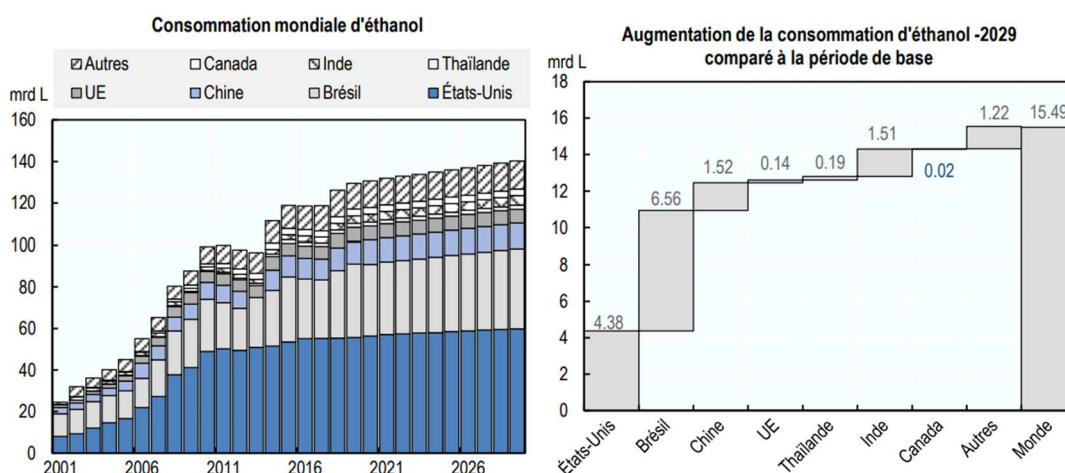 Consommation mondiale d'éthanol
Autres Canada Inde Thaïlande
UE Chine Brésil États-Unis
mrd L
160
140
120
100
80
60
40
20
0
2001 2006 2011 2016 2021 2026
Augmentation de la consommation d'éthanol -2029
comparé à la période de base
mrd L
18
16
14
12
10
8
6
4
2
0
4.38
6.56
1.52
0.14
0.19
1.51
0.02
1.22
15.49
États-Unis
Brésil
Chine
UE
Thaïlande
Inde
Canada
Autres
Monde